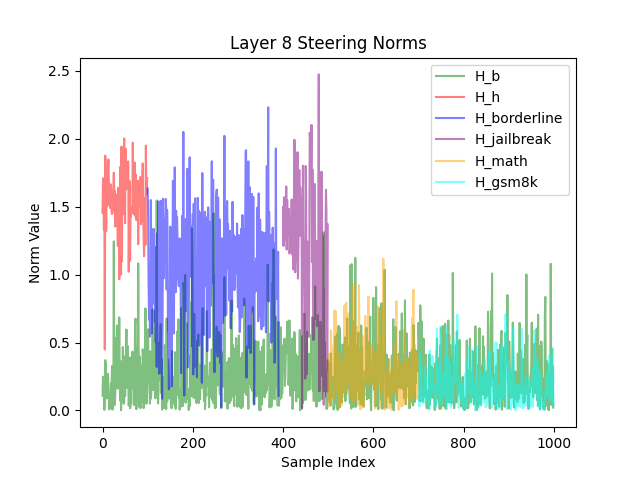 Layer 8 Steering Norms
2.5
2.0
1.5
1.0
0.5
0.0
Norm Value
H_b
H_h
H_borderline
H_jailbreak
H_math
H_gsm8k
0
200
400
600
800
1000
Sample Index